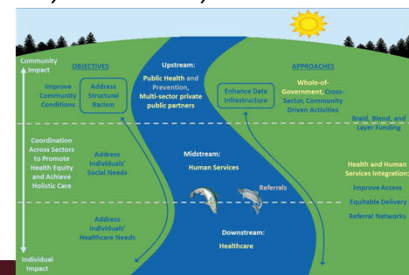 Community
Impact
OBJECTIVES
Improve
Community
Conditions
Address
Structural
Racism
Upstream:
Public Health and
Prevention,
Multi-sector private
public partners
APPROACHES
Enhance Data
Infrastructure
Whole-of-
Government, Cross-
Sector, Community
Driven Activities
Braid, Blend, and
Layer Funding
Coordination
Across Sectors
to Promote
Health Equity
and Achieve
Holistic Care
Address
Individuals'
Social Needs
Midstream:
Human Services
Referrals
Health and Human
Services Integration:
Improve Access
Equitable Delivery
Referral Networks
Address
Individuals'
Healthcare Needs
Downstream:
Healthcare
Individual
Impact